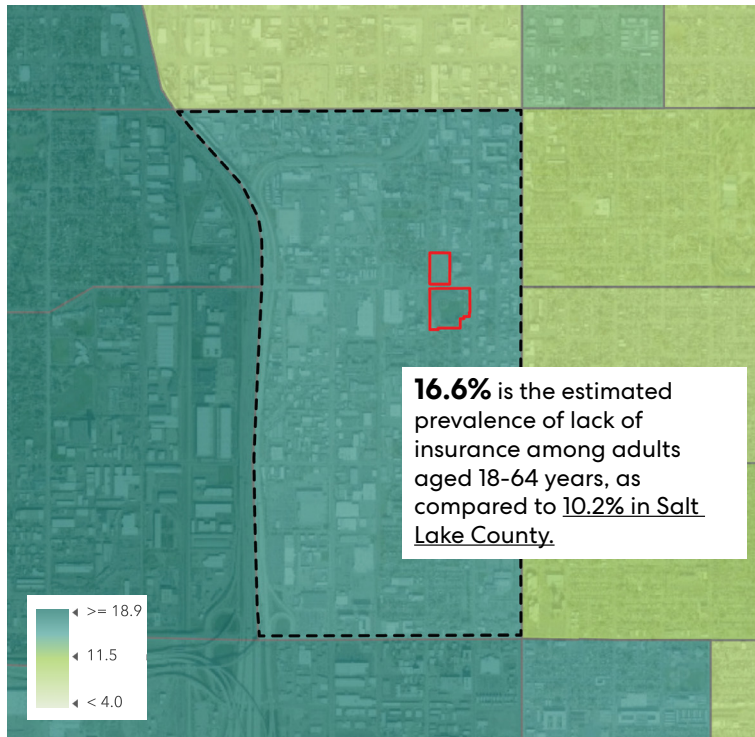 16.6% is the estimated
prevalence of lack of
insurance among adults
aged 18-64 years, as
compared to 10.2% in Salt
Lake County.
>= 18.9
11.5
< 4.0